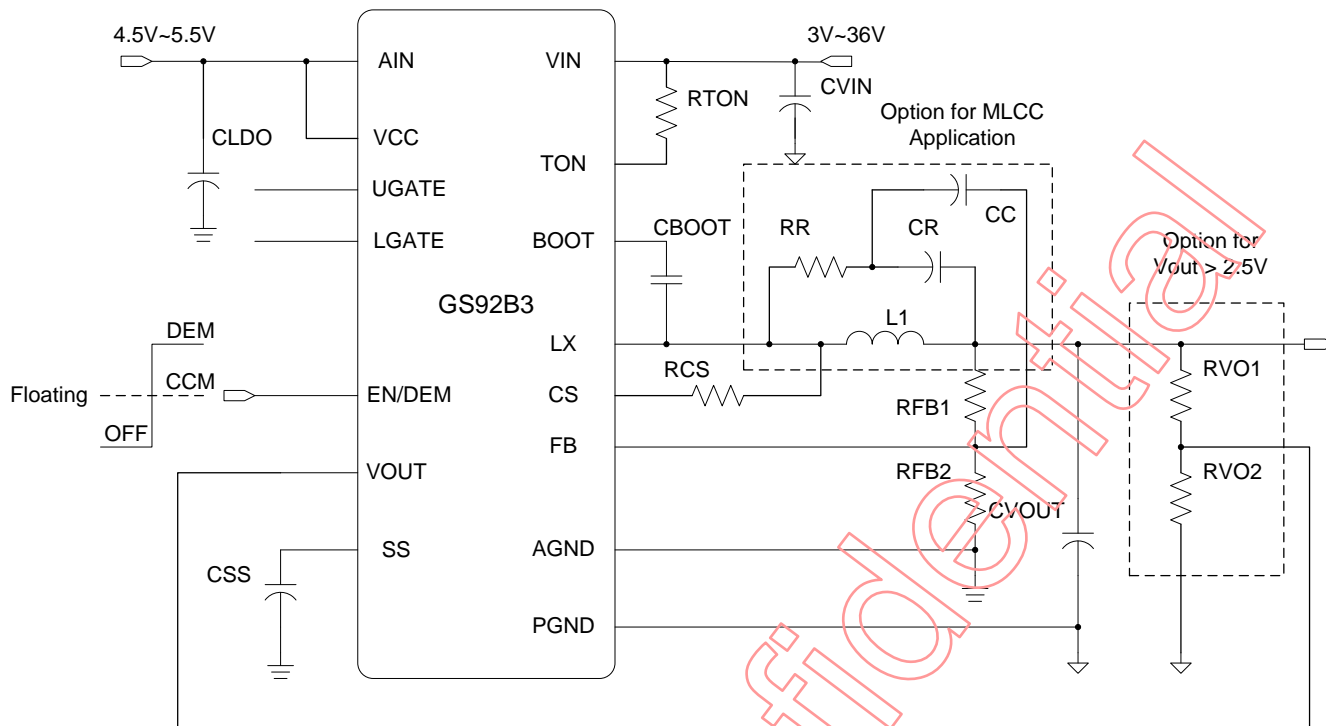 4.5V~5.5V
3V~36V
AIN
VIN
CVIN
RTON
Option for MLCC
Application
CLDO
VCC
TON
UGATE
CC
LGATE
BOOT
CBOOT
RR
CR
Option for
Vout > 2.5V
GS92B3
DEM
LX
L1
RCS
RVO1
Floating
CCM
EN/DEM
CS
RFB1
OFF
FB
VOUT
RFB2
RVO2
CVOUT
SS
AGND
CSS
PGND
fidential